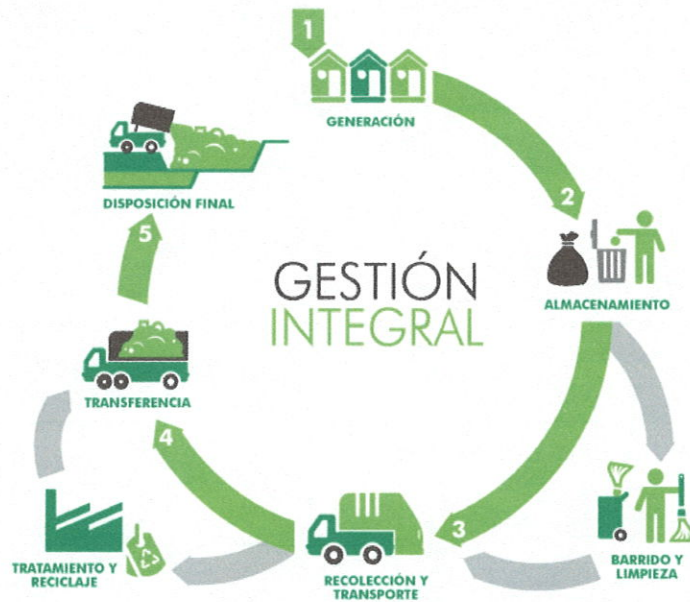 1
GENERACIÓN
2
ALMACENAMIENTO
BARRIDO Y
LIMPIEZA
3
RECOLECCIÓN Y
TRANSPORTE
4
TRATAMIENTO Y
RECICLAJE
TRANSFERENCIA
5
DISPOSICIÓN FINAL
GESTIÓN
INTEGRAL